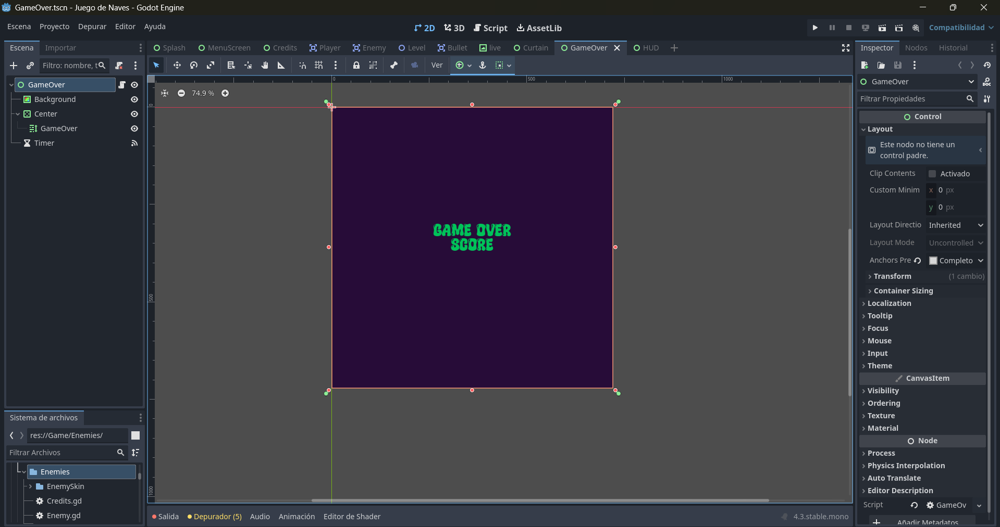 GameOver.tscn - Juego de Naves - Godot Engine
Escena Proyecto Depurar Editor Ayuda
2D 3D Script AssetLib
Compatibilidad
Escena Importar
Splash MenuScreen Credits Player Enemy Level Bullet live Curtain GameOver HUD
Inspector Nodos Historial
Filtro: nombre, t
Ver
GameOver
Background
Center
GameOver
Timer
74.9 %
0
500
1000
0
500
1000
GAME OVER
SCORE
GameOver
Filtrar Propiedades
Control
Layout
Este nodo no tiene un
control padre.
Clip Contents Activado
Custom Minim x 0 px
y 0 px
Layout Directio Inherited
Layout Mode Uncontrolled
Anchors Pre Completo
Transform (1 cambio)
Container Sizing
Localization
Tooltip
Focus
Mouse
Input
Theme
CanvasItem
Visibility
Ordering
Texture
Material
Node
Process
Physics Interpolation
Auto Translate
Editor Description
Script GameOv
Añadir Metadatos
Sistema de archivos
res://Game/Enemies/
Filtrar Archivos
Enemies
EnemySkin
Credits.gd
Enemy.gd
Salida Depurador (5) Audio Animación Editor de Shader
4.3.stable.mono